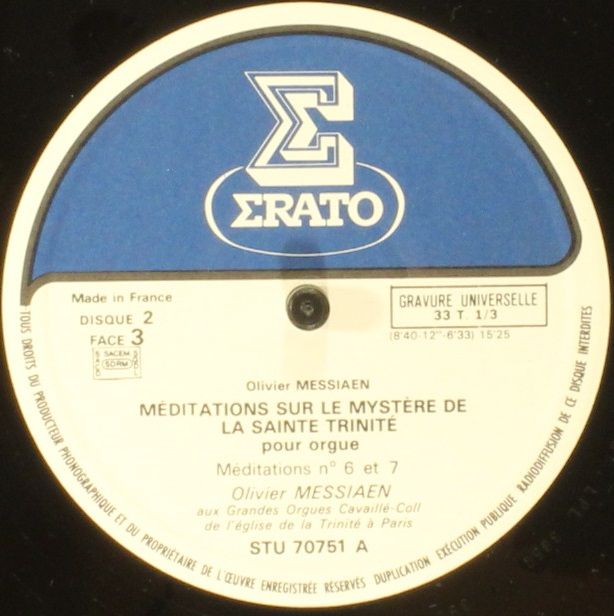 ΣRATO
Made in France
DISQUE 2
FACE 3
SACEM
SDRM
GRAVURE UNIVERSELLE
33 T. 1/3
(8'40-12"-6'33) 15'25
Olivier MESSIAEN
MÉDITATIONS SUR LE MYSTÈRE DE
LA SAINTE TRINITÉ
pour orgue
Méditations n° 6 et 7
Olivier MESSIAEN
aux Grandes Orgues Cavaillé-Coll
de l'église de la Trinité à Paris
STU 70751 A
TOUS DROITS DU PRODUCTEUR PHONOGRAPHIQUE ET DU PROPRIÉTAIRE DE L'ŒUVRE ENREGISTRÉE RÉSERVÉS DUPLICATION EXÉCUTION PUBLIQUE RADIODIFFUSION DE CE DISQUE INTERDITES